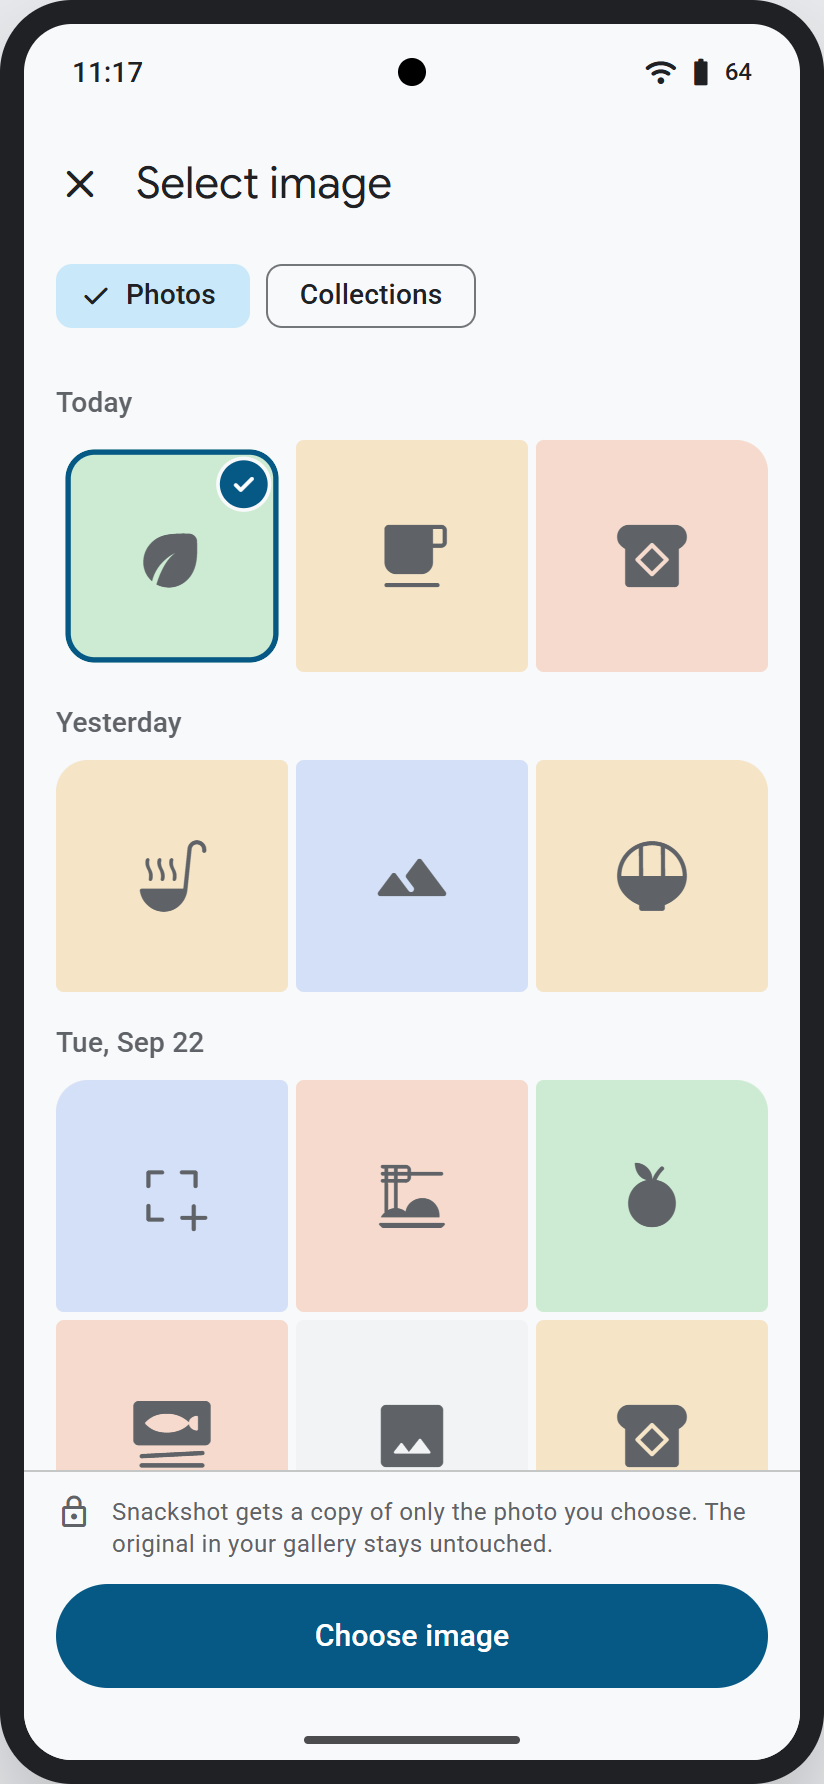 11:17
64
Select image
Photos
Collections
Today
Yesterday
Tue, Sep 22
Snackshot gets a copy of only the photo you choose. The
original in your gallery stays untouched.
Choose image